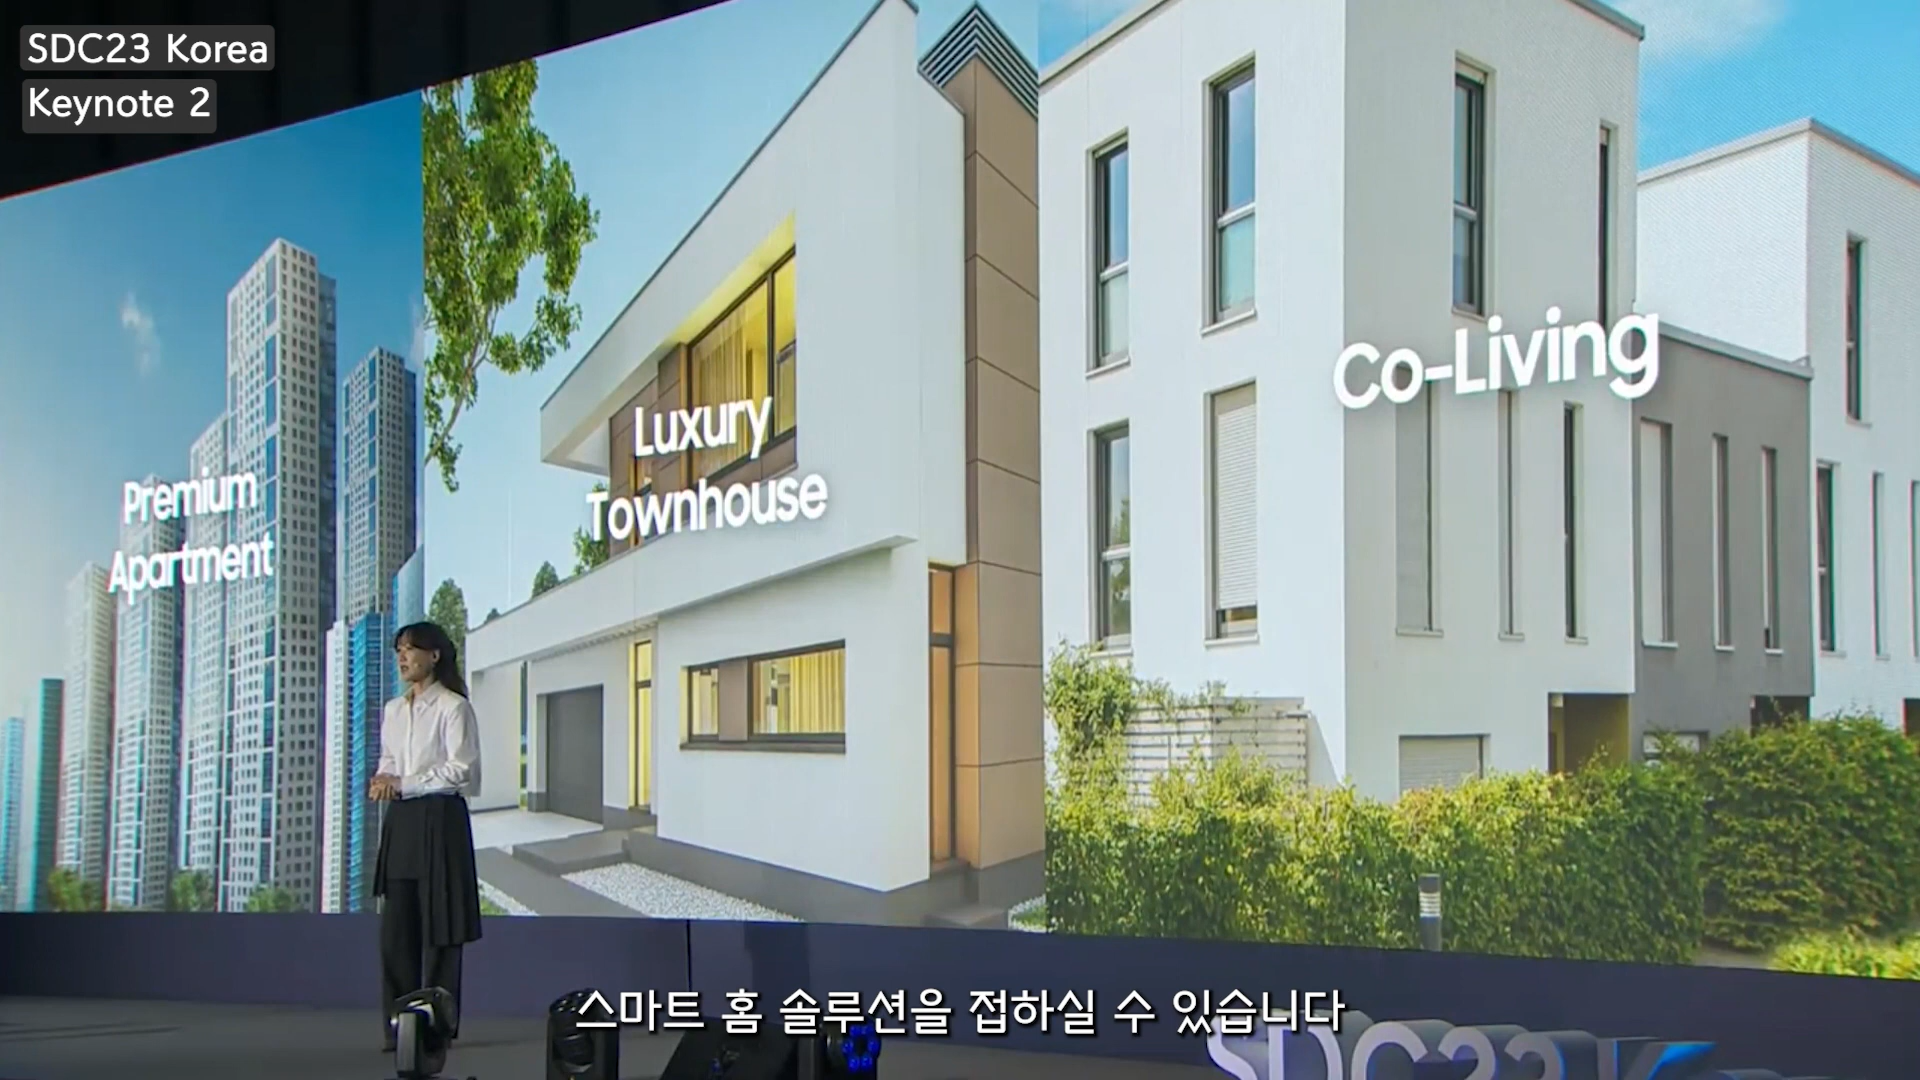 SDC23 Korea
Keynote 2
Premium
Apartment
Luxury
Townhouse
Co-Living
스마트 홈 솔루션을 접하실 수 있습니다
SDC23 K